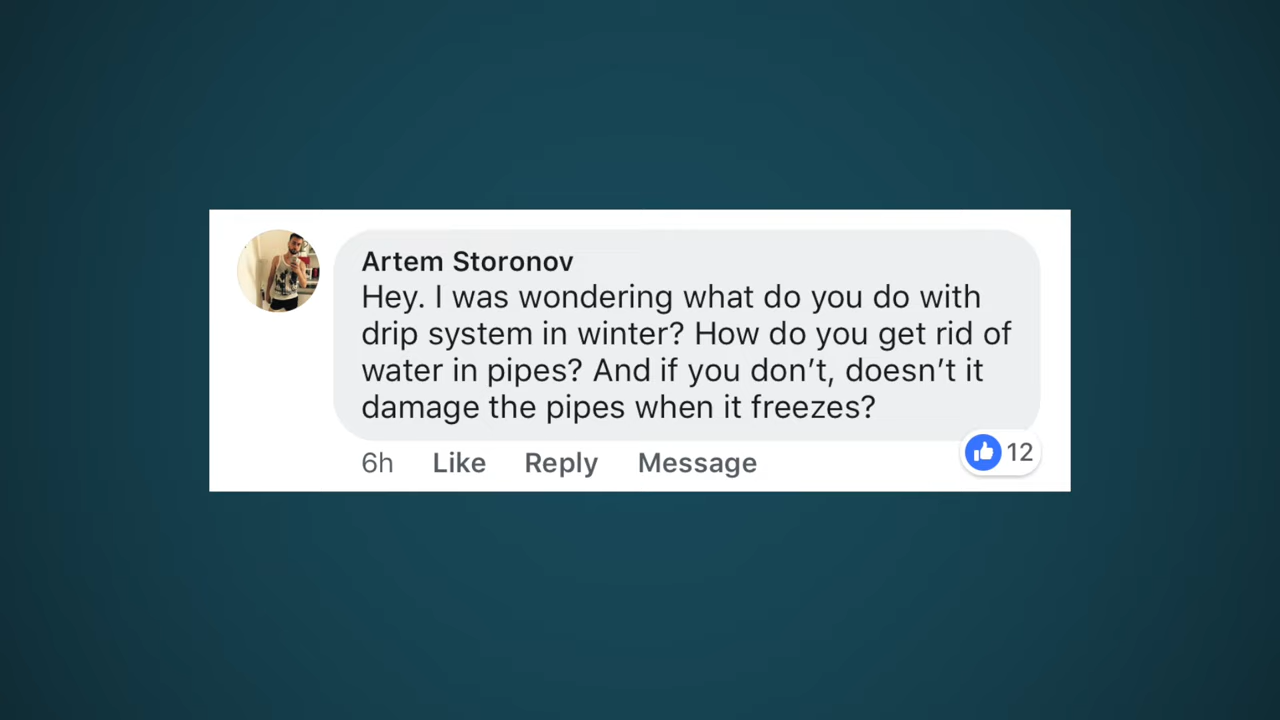 Artem Storonov
Hey. I was wondering what do you do with
drip system in winter? How do you get rid of
water in pipes? And if you don’t, doesn’t it
damage the pipes when it freezes?
6h Like Reply Message 12